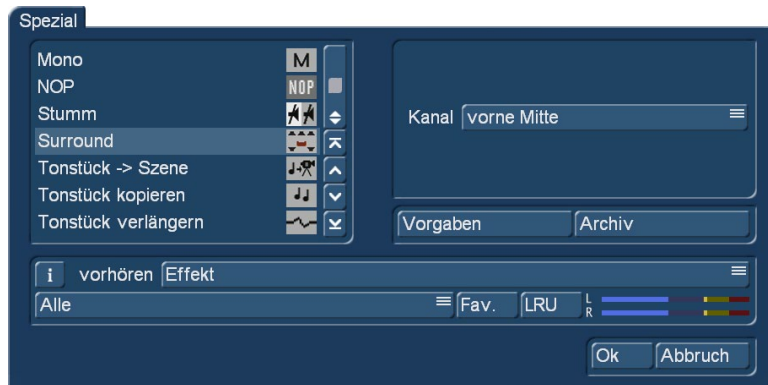 Spezial
Mono M
NOP NOP
Stumm
Surround
Tonstück -> Szene
Tonstück kopieren
Tonstück verlängern
Kanal vorne Mitte
Vorgaben Archiv
i vorhören Effekt
Alle Fav. LRU L
R
Ok Abbruch